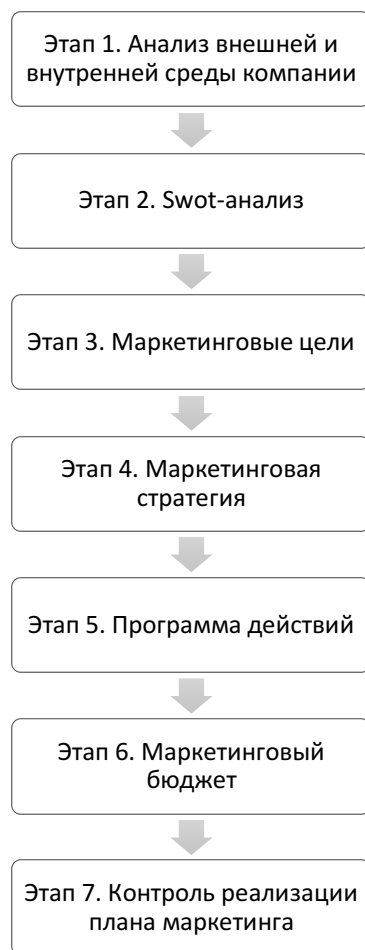 Этап 1. Анализ внешней и
внутренней среды компании
Этап 2. Swot-анализ
Этап 3. Маркетинговые цели
Этап 4. Маркетинговая
стратегия
Этап 5. Программа действий
Этап 6. Маркетинговый
бюджет
Этап 7. Контроль реализации
плана маркетинга